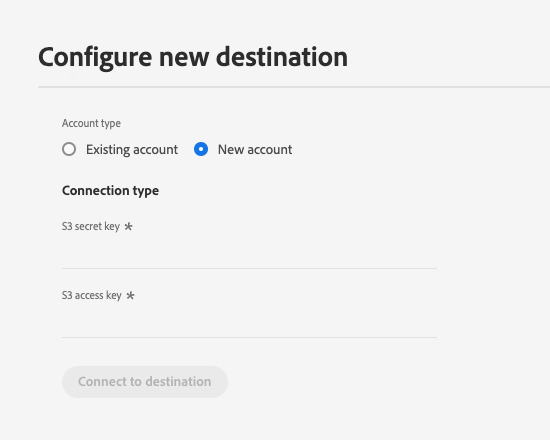 Configure new destination
Account type
Existing account New account
Connection type
S3 secret key *
S3 access key *
Connect to destination